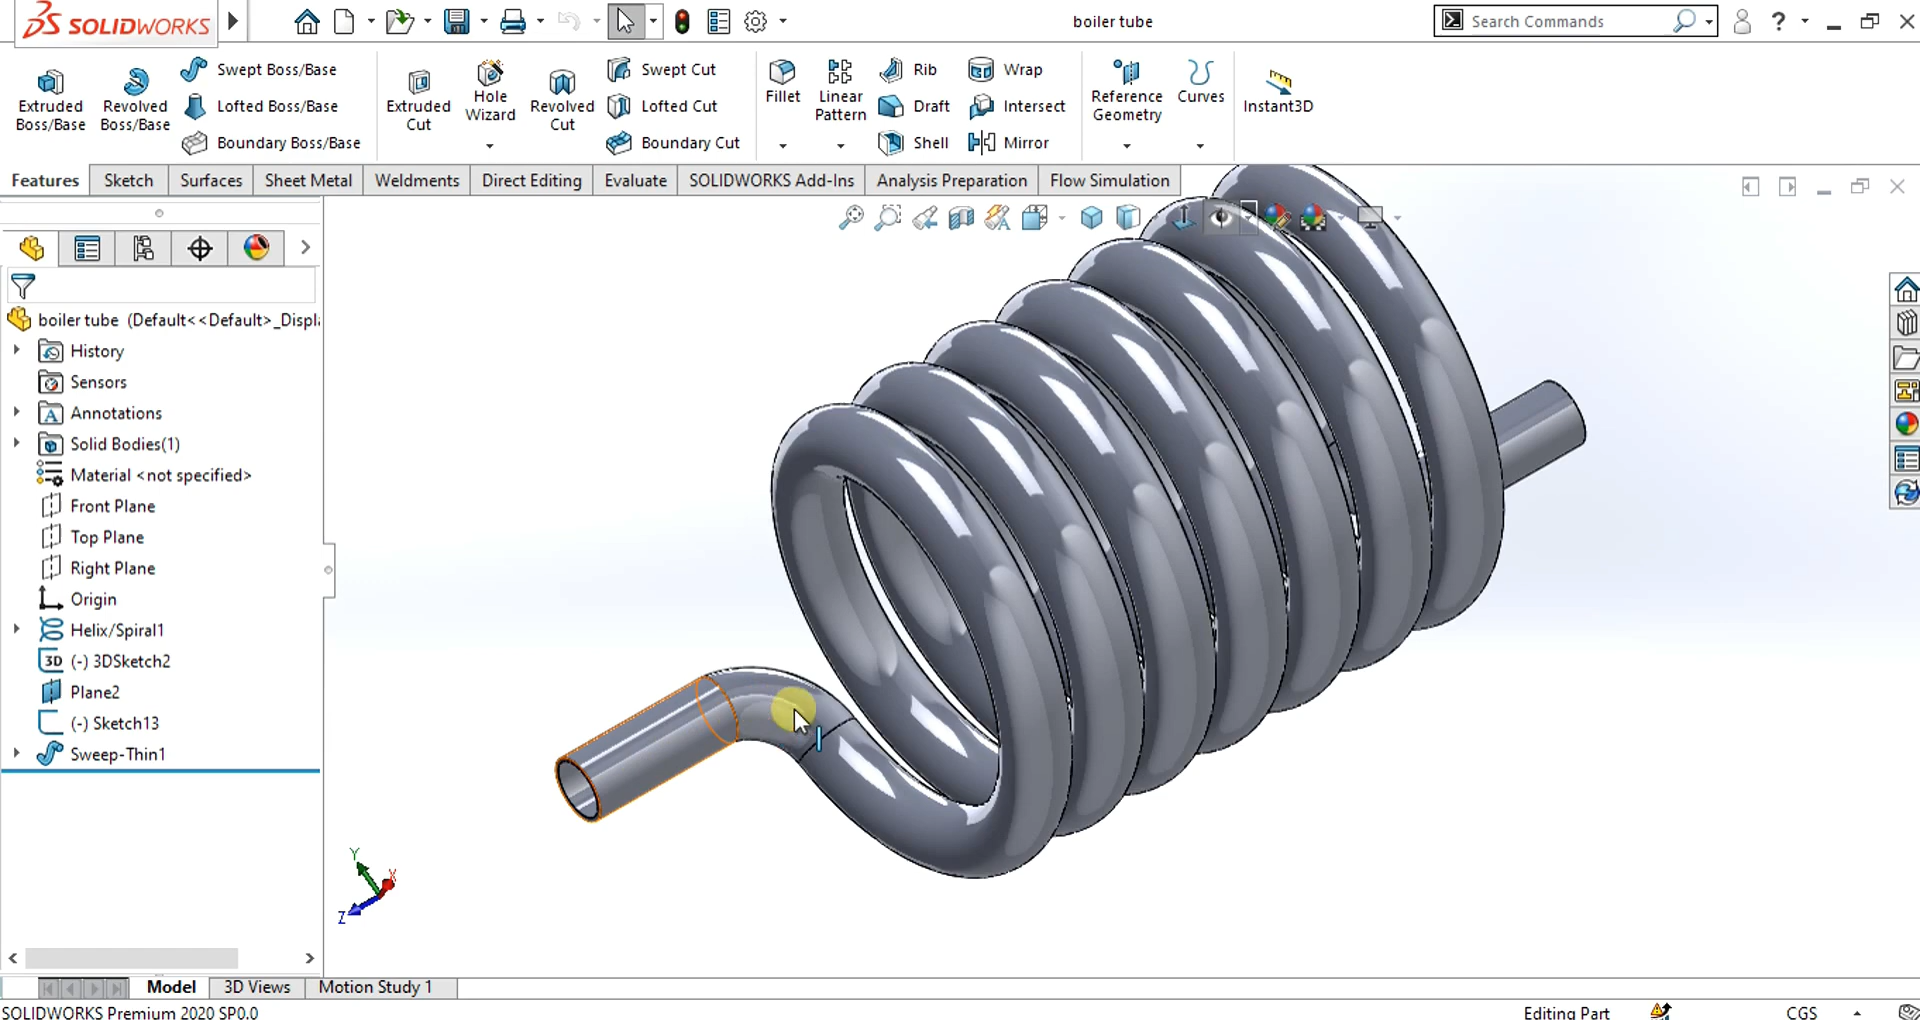 SOLIDWORKS
boiler tube
Search Commands
?
Extruded Boss/Base
Revolved Boss/Base
Swept Boss/Base
Lofted Boss/Base
Boundary Boss/Base
Extruded Cut
Hole Wizard
Revolved Cut
Swept Cut
Lofted Cut
Boundary Cut
Fillet
Linear Pattern
Rib
Draft
Shell
Wrap
Intersect
Mirror
Reference Geometry
Curves
Instant3D
Features
Sketch
Surfaces
Sheet Metal
Weldments
Direct Editing
Evaluate
SOLIDWORKS Add-Ins
Analysis Preparation
Flow Simulation
boiler tube (Default<<Default>_Displ
History
Sensors
A Annotations
Solid Bodies(1)
Material <not specified>
Front Plane
Top Plane
Right Plane
Origin
Helix/Spiral1
3D (-) 3DSketch2
Plane2
(-) Sketch13
Sweep-Thin1
Y
X
Z
Model
3D Views
Motion Study 1
SOLIDWORKS Premium 2020 SP0.0
Editing Part
CGS